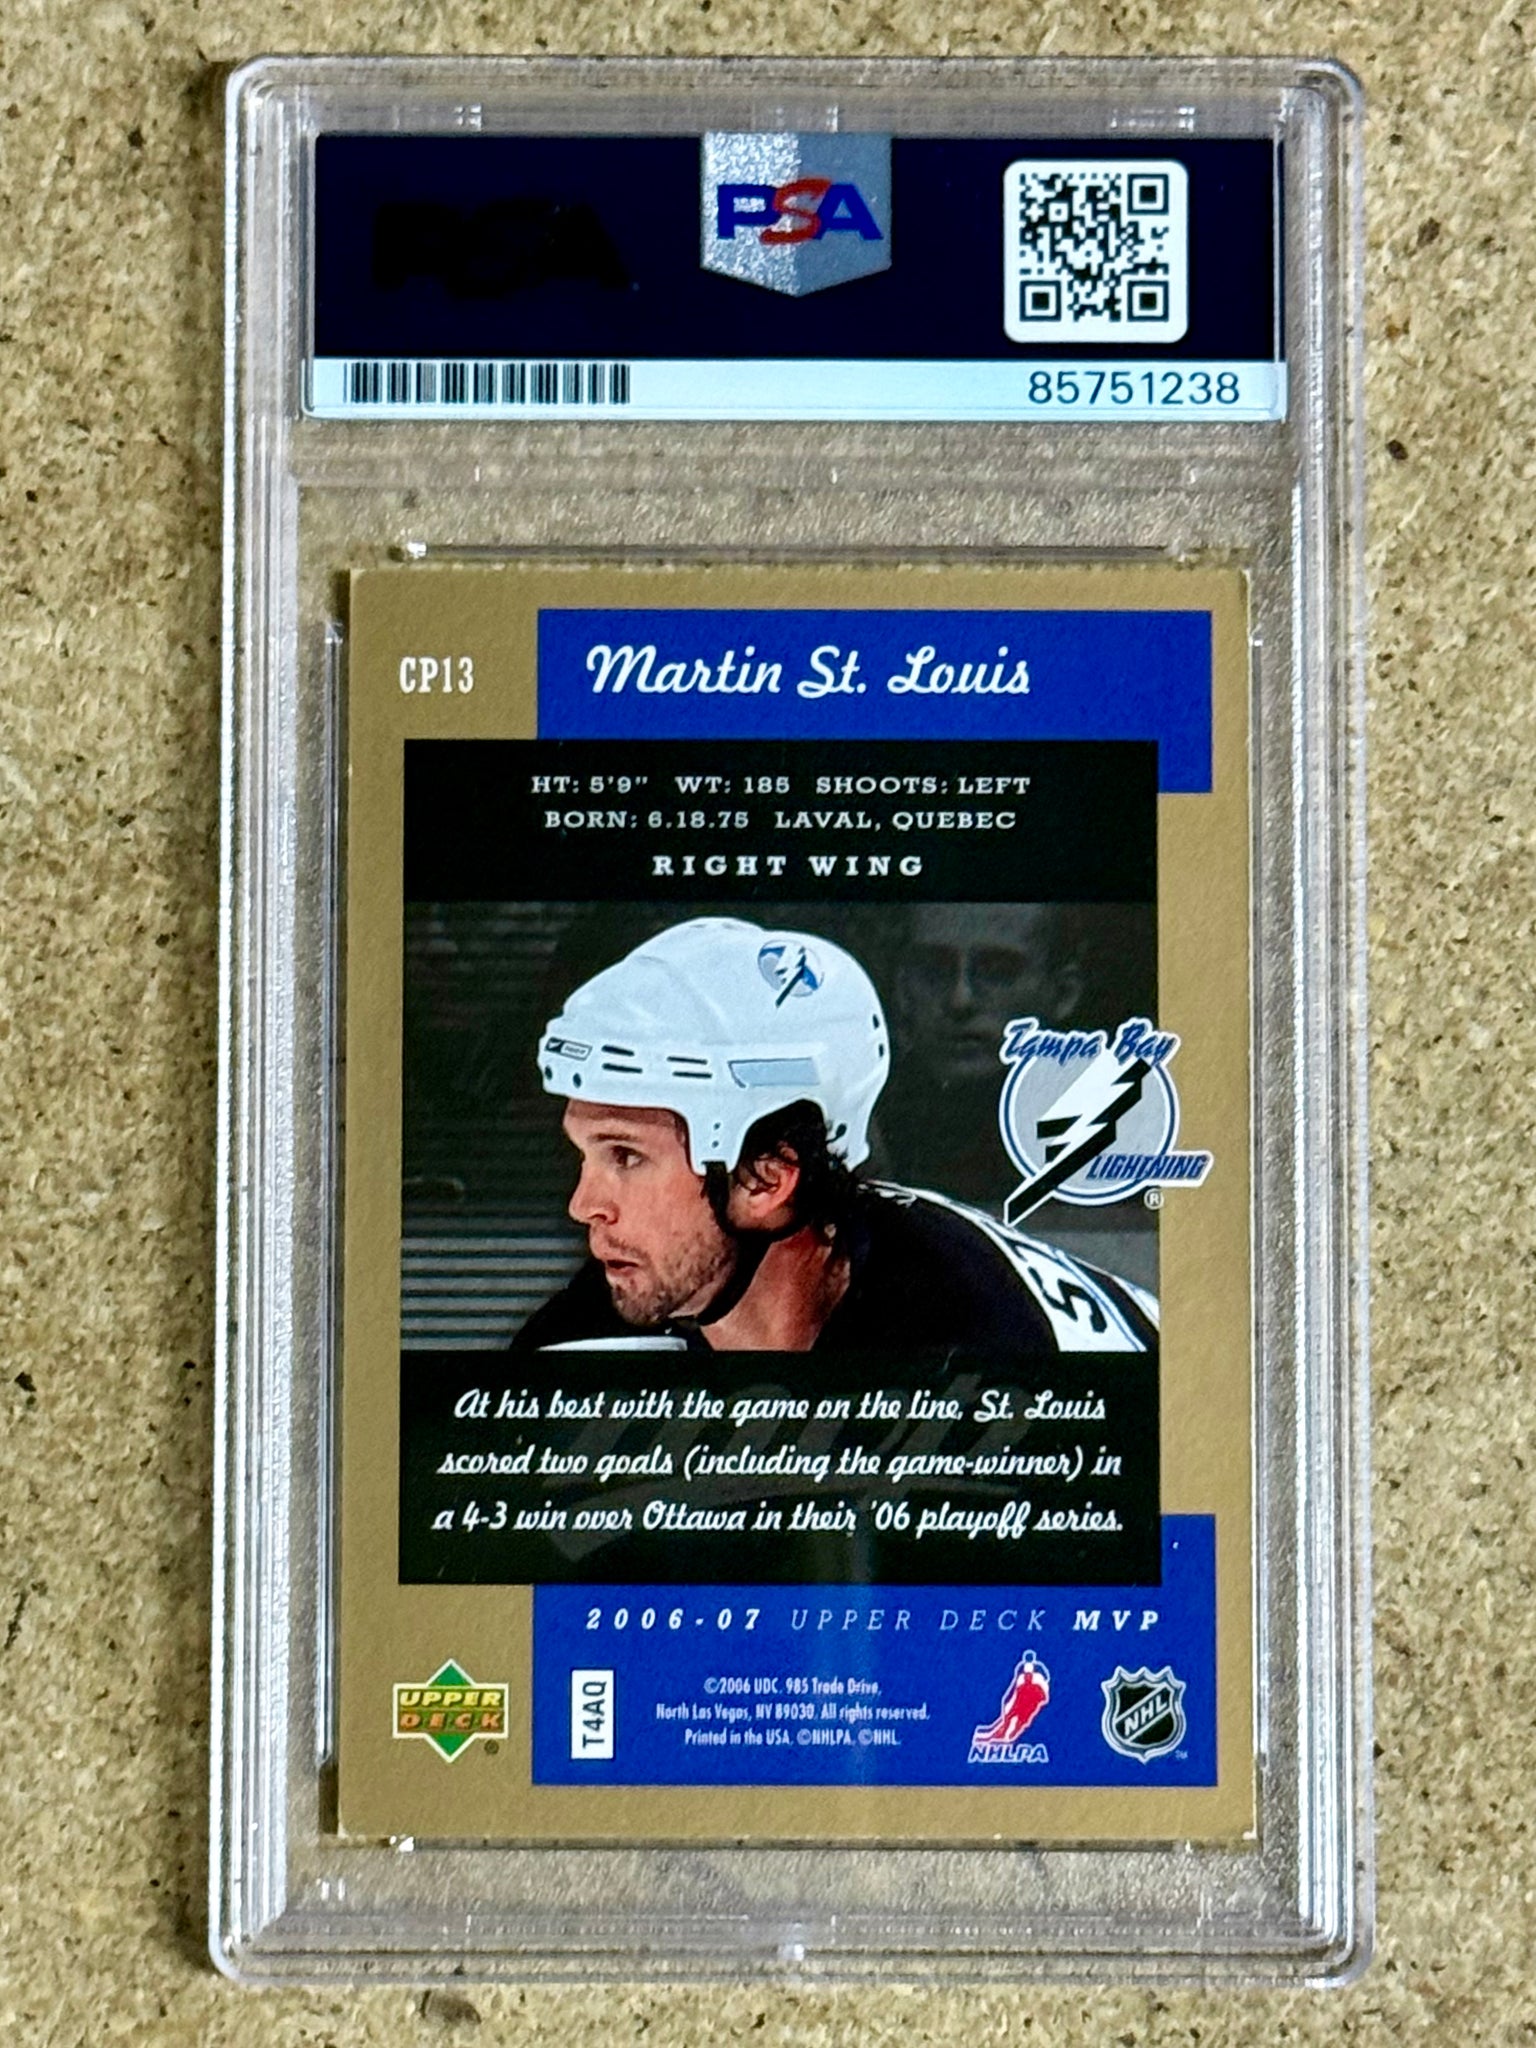 PSA
85751238
CP13
Martin St. Louis
HT: 5'9" WT: 185 SHOOTS: LEFT
BORN: 6.18.75 LAVAL, QUEBEC
RIGHT WING
Tampa Bay
LIGHTNING
®
At his best with the game on the line, St. Louis
scored two goals (including the game-winner) in
a 4-3 win over Ottawa in their '06 playoff series.
2006-07 UPPER DECK MVP
UPPER
DECK
®
T4AQ
©2006 UDC. 985 Trade Drive,
North Las Vegas, NV 89030. All rights reserved.
Printed in the USA. ©NHLPA. ©NHL.
NHLPA
NHL
TM